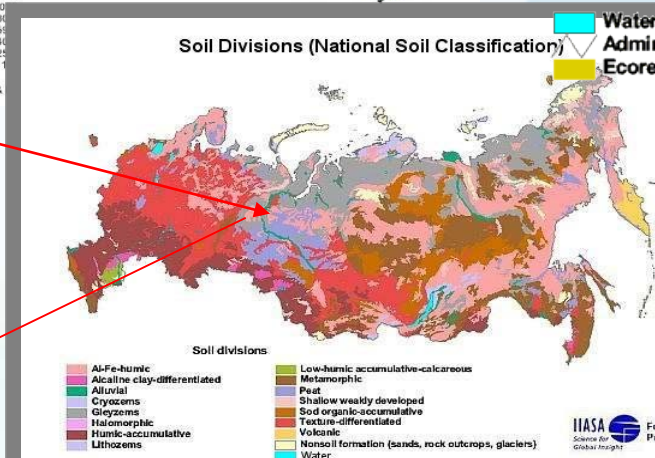 Soil Divisions (National Soil Classification)
Water
Admin
Ecore
Soil divisions
Al-Fe-humic
Alcaline clay-differentiated
Alluvial
Cryozems
Gleyzems
Halomorphic
Humic-accumulative
Lithozems
Low-humic accumulative-calcareous
Metamorphic
Peat
Shallow weakly developed
Sod organic-accumulative
Texture-differentiated
Volcanic
Nonsoil formation (sands, rock outcrops, glaciers)
Water
IIASA
Science for
Global Insight